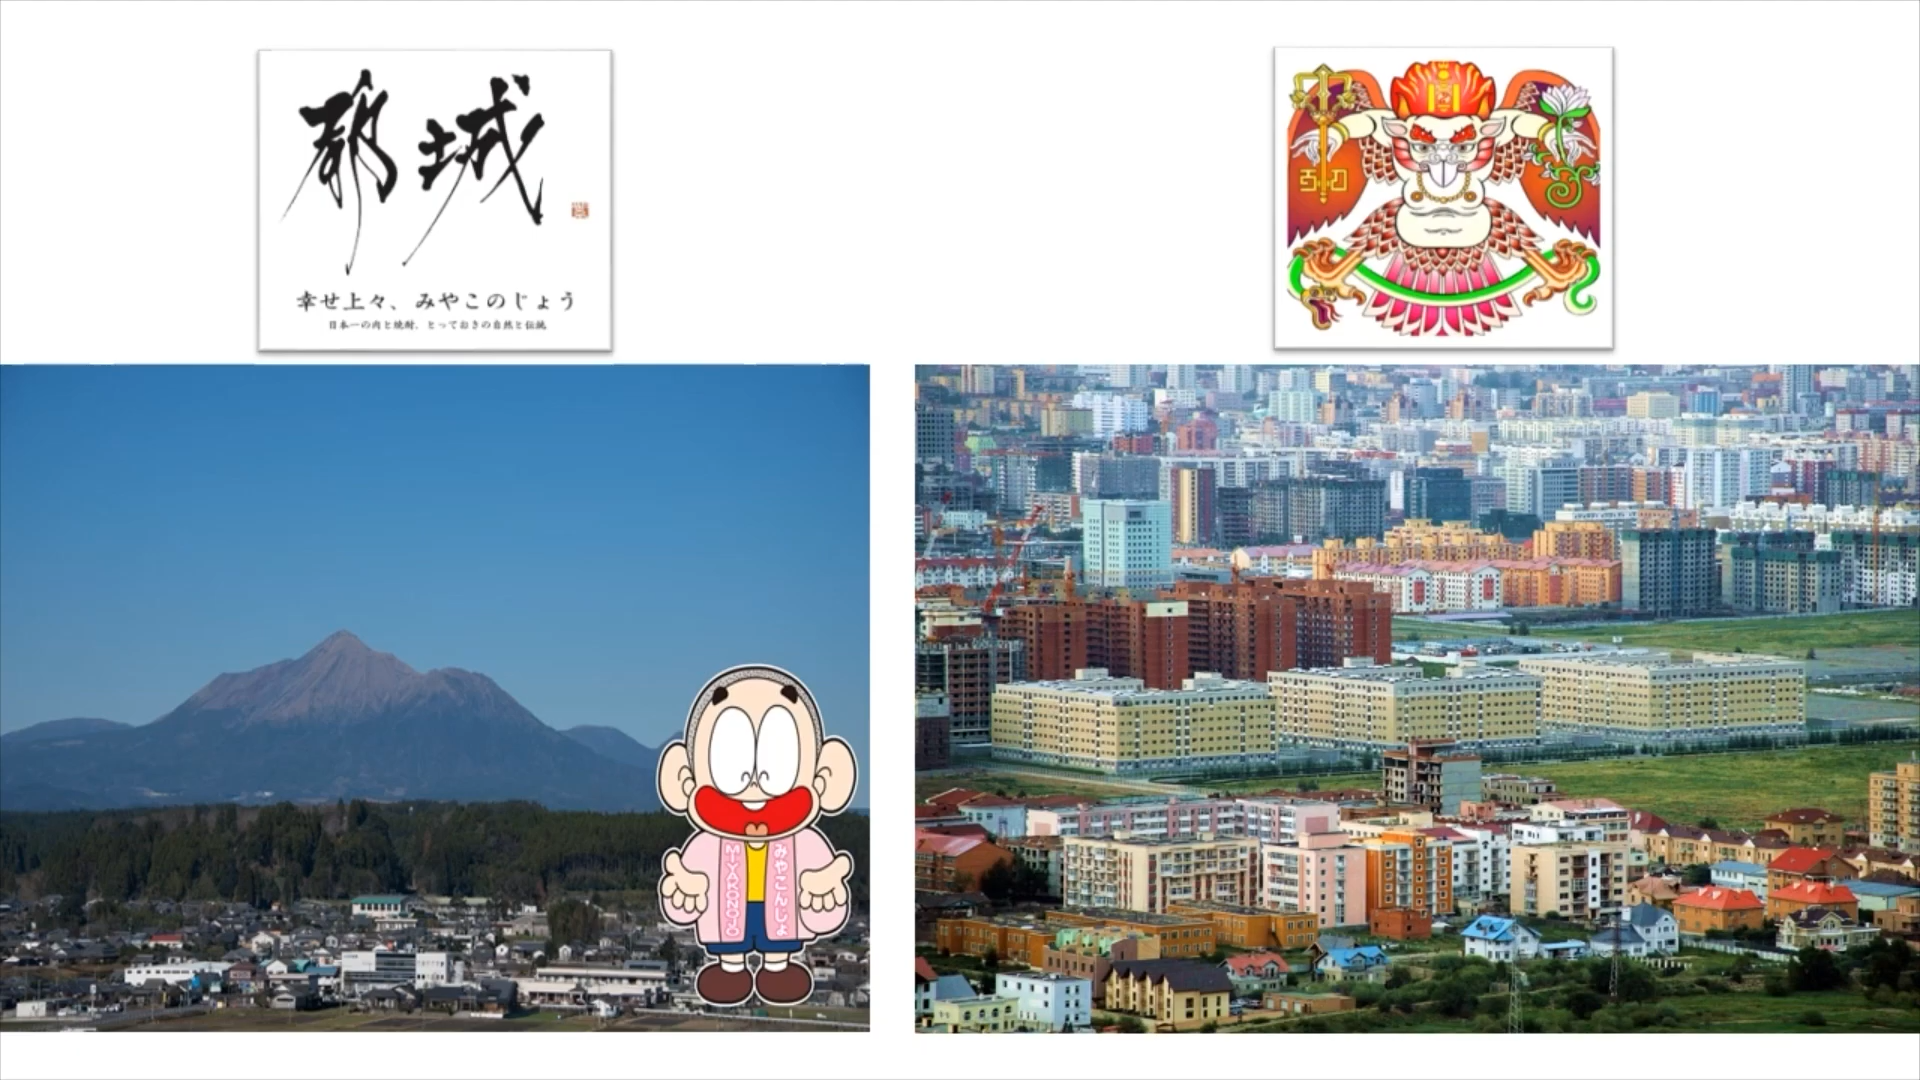 都城
幸せ上々、みやこのじょう
日本一の肉と焼酎、とっておきの自然と伝統
MIYAKONOJO
みやこんじょ